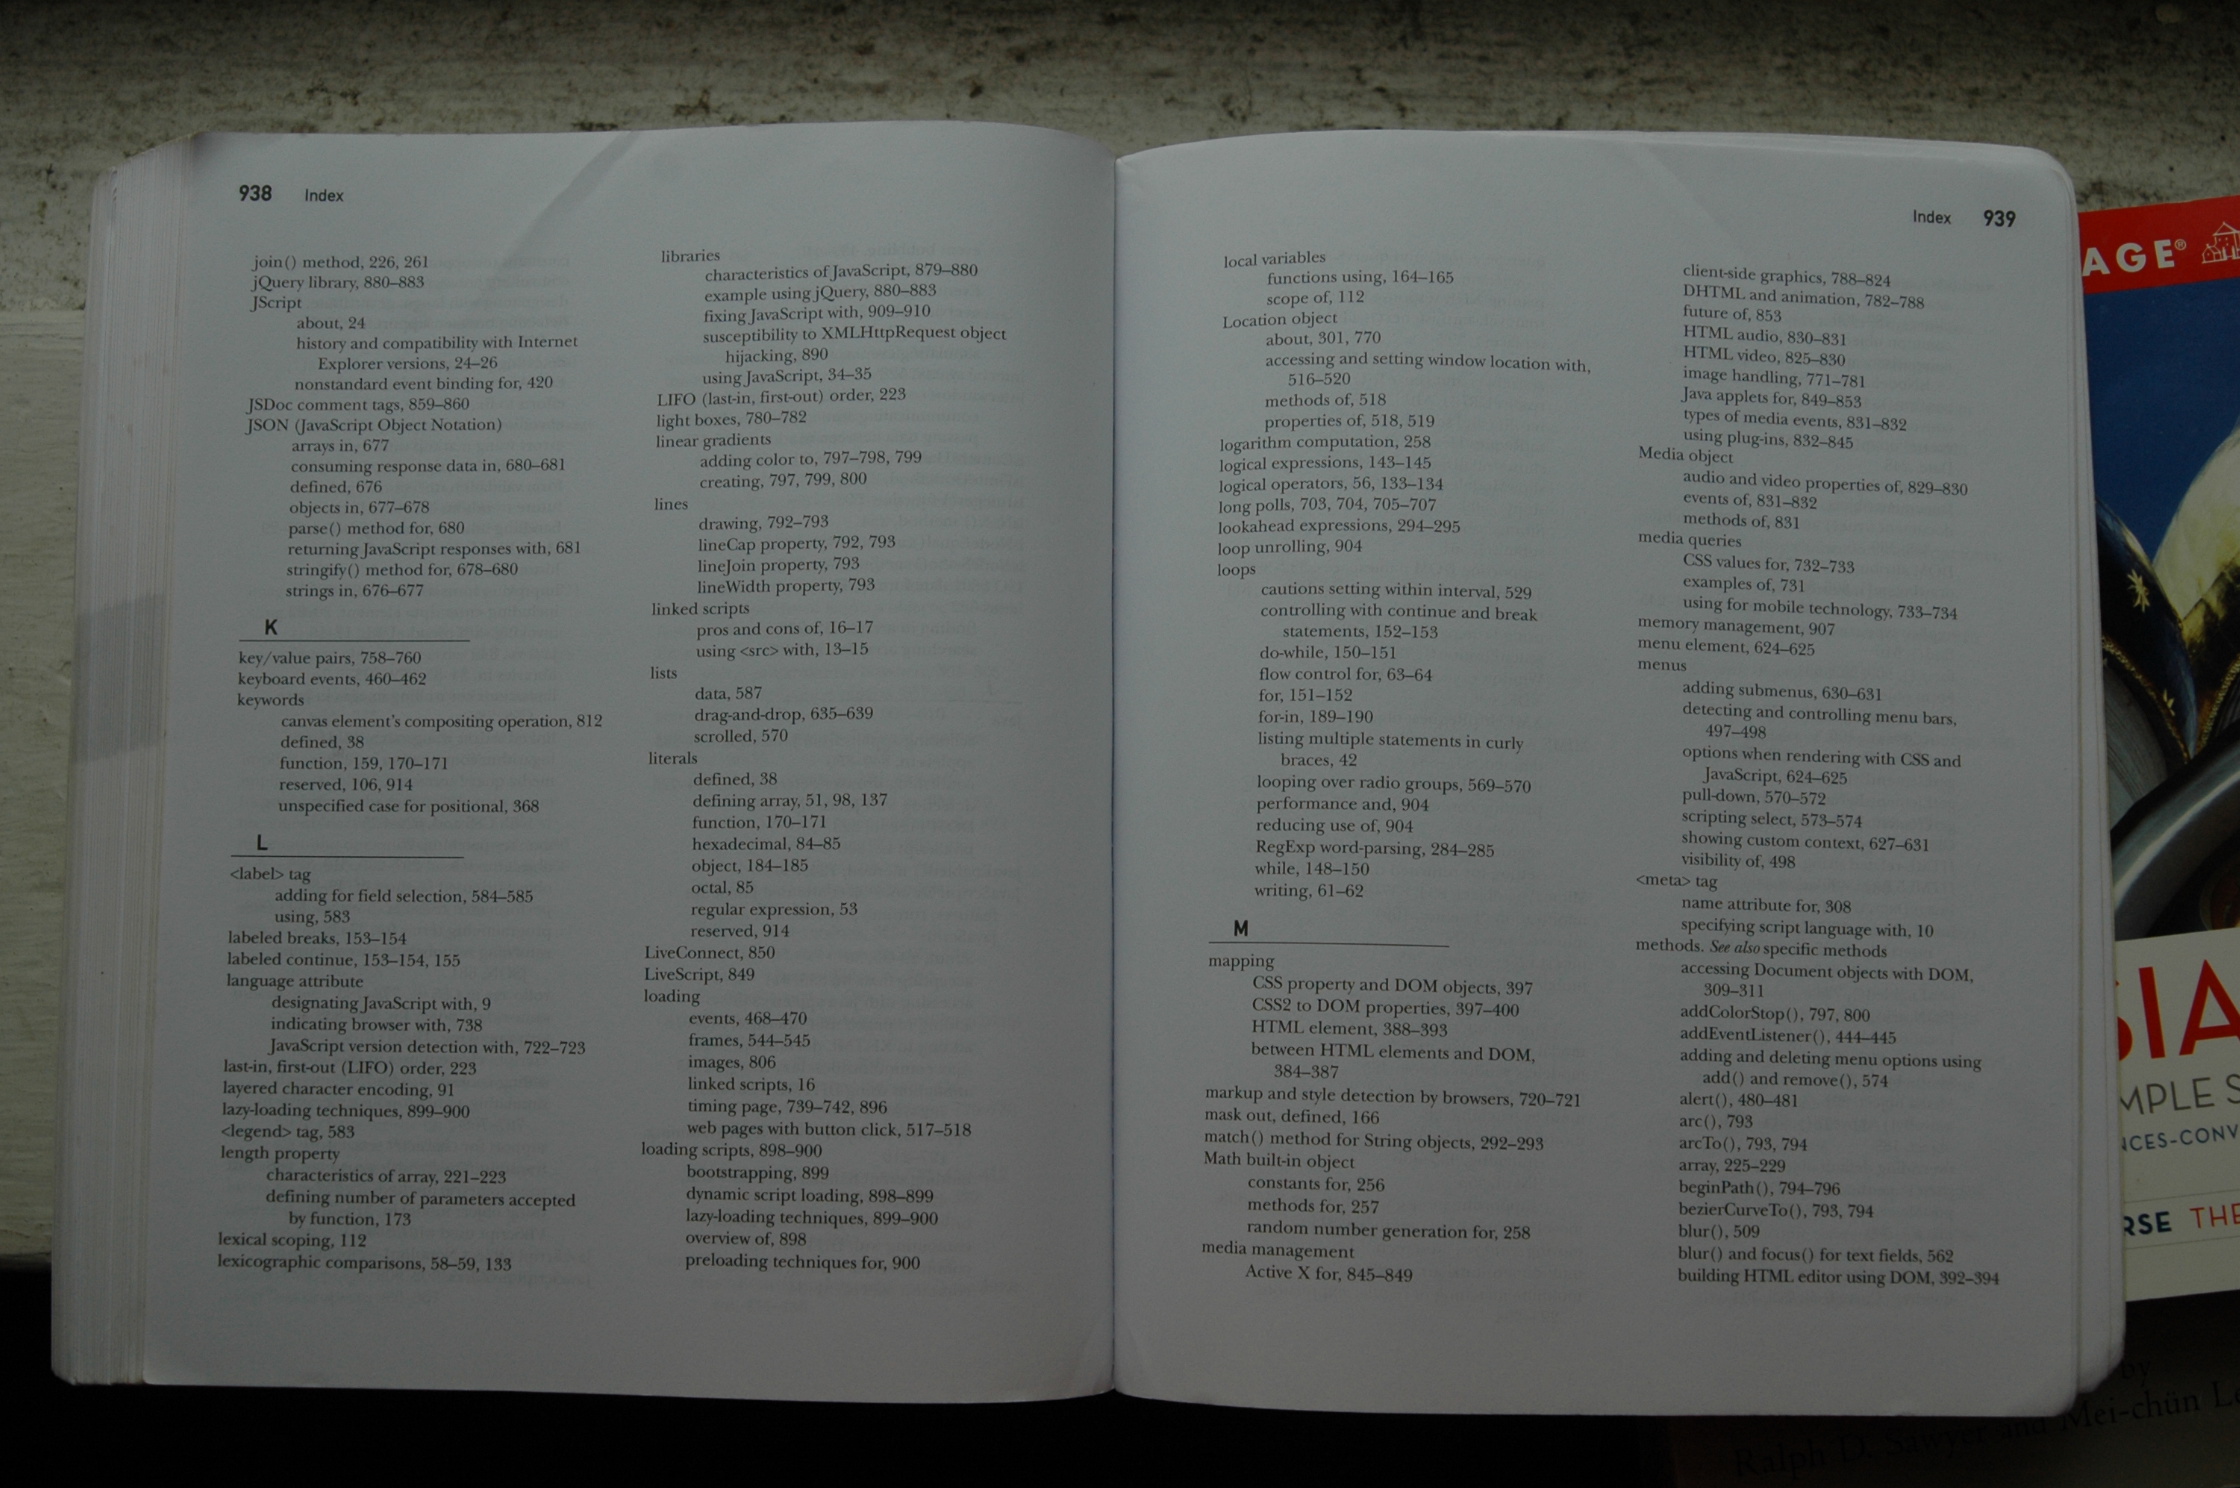 938 Index
join() method, 226, 261
jQuery library, 880–883
JScript
about, 24
history and compatibility with Internet
Explorer versions, 24–26
nonstandard event binding for, 420
JSDoc comment tags, 859–860
JSON (JavaScript Object Notation)
arrays in, 677
consuming response data in, 680–681
defined, 676
objects in, 677–678
parse() method for, 680
returning JavaScript responses with, 681
stringify() method for, 678–680
strings in, 676–677
K
key/value pairs, 758–760
keyboard events, 460–462
keywords
canvas element's compositing operation, 812
defined, 38
function, 159, 170–171
reserved, 106, 914
unspecified case for positional, 368
L
<label> tag
adding for field selection, 584–585
using, 583
labeled breaks, 153–154
labeled continue, 153–154, 155
language attribute
designating JavaScript with, 9
indicating browser with, 738
JavaScript version detection with, 722–723
last-in, first-out (LIFO) order, 223
layered character encoding, 91
lazy-loading techniques, 899–900
<legend> tag, 583
length property
characteristics of array, 221–223
defining number of parameters accepted
by function, 173
lexical scoping, 112
lexicographic comparisons, 58–59, 133
libraries
characteristics of JavaScript, 879–880
example using jQuery, 880–883
fixing JavaScript with, 909–910
susceptibility to XMLHttpRequest object
hijacking, 890
using JavaScript, 34–35
LIFO (last-in, first-out) order, 223
light boxes, 780–782
linear gradients
adding color to, 797–798, 799
creating, 797, 799, 800
lines
drawing, 792–793
lineCap property, 792, 793
lineJoin property, 793
lineWidth property, 793
linked scripts
pros and cons of, 16–17
using <src> with, 13–15
lists
data, 587
drag-and-drop, 635–639
scrolled, 570
literals
defined, 38
defining array, 51, 98, 137
function, 170–171
hexadecimal, 84–85
object, 184–185
octal, 85
regular expression, 53
reserved, 914
LiveConnect, 850
LiveScript, 849
loading
events, 468–470
frames, 544–545
images, 806
linked scripts, 16
timing page, 739–742, 896
web pages with button click, 517–518
loading scripts, 898–900
bootstrapping, 899
dynamic script loading, 898–899
lazy-loading techniques, 899–900
overview of, 898
preloading techniques for, 900
Index 939
local variables
functions using, 164–165
scope of, 112
Location object
about, 301, 770
accessing and setting window location with,
516–520
methods of, 518
properties of, 518, 519
logarithm computation, 258
logical expressions, 143–145
logical operators, 56, 133–134
long polls, 703, 704, 705–707
lookahead expressions, 294–295
loop unrolling, 904
loops
cautions setting within interval, 529
controlling with continue and break
statements, 152–153
do-while, 150–151
flow control for, 63–64
for, 151–152
for-in, 189–190
listing multiple statements in curly
braces, 42
looping over radio groups, 569–570
performance and, 904
reducing use of, 904
RegExp word-parsing, 284–285
while, 148–150
writing, 61–62
M
mapping
CSS property and DOM objects, 397
CSS2 to DOM properties, 397–400
HTML element, 388–393
between HTML elements and DOM,
384–387
markup and style detection by browsers, 720–721
mask out, defined, 166
match() method for String objects, 292–293
Math built-in object
constants for, 256
methods for, 257
random number generation for, 258
media management
Active X for, 845–849
client-side graphics, 788–824
DHTML and animation, 782–788
future of, 853
HTML audio, 830–831
HTML video, 825–830
image handling, 771–781
Java applets for, 849–853
types of media events, 831–832
using plug-ins, 832–845
Media object
audio and video properties of, 829–830
events of, 831–832
methods of, 831
media queries
CSS values for, 732–733
examples of, 731
using for mobile technology, 733–734
memory management, 907
menu element, 624–625
menus
adding submenus, 630–631
detecting and controlling menu bars,
497–498
options when rendering with CSS and
JavaScript, 624–625
pull-down, 570–572
scripting select, 573–574
showing custom context, 627–631
visibility of, 498
<meta> tag
name attribute for, 308
specifying script language with, 10
methods. See also specific methods
accessing Document objects with DOM,
309–311
addColorStop(), 797, 800
addEventListener(), 444–445
adding and deleting menu options using
add() and remove(), 574
alert(), 480–481
arc(), 793
arcTo(), 793, 794
array, 225–229
beginPath(), 794–796
bezierCurveTo(), 793, 794
blur(), 509
blur() and focus() for text fields, 562
building HTML editor using DOM, 392–394
AGE®
SIA
MPLE S
NCES-CONV
RSE THE
by
Ralph D. Sawyer and Mei-chün L